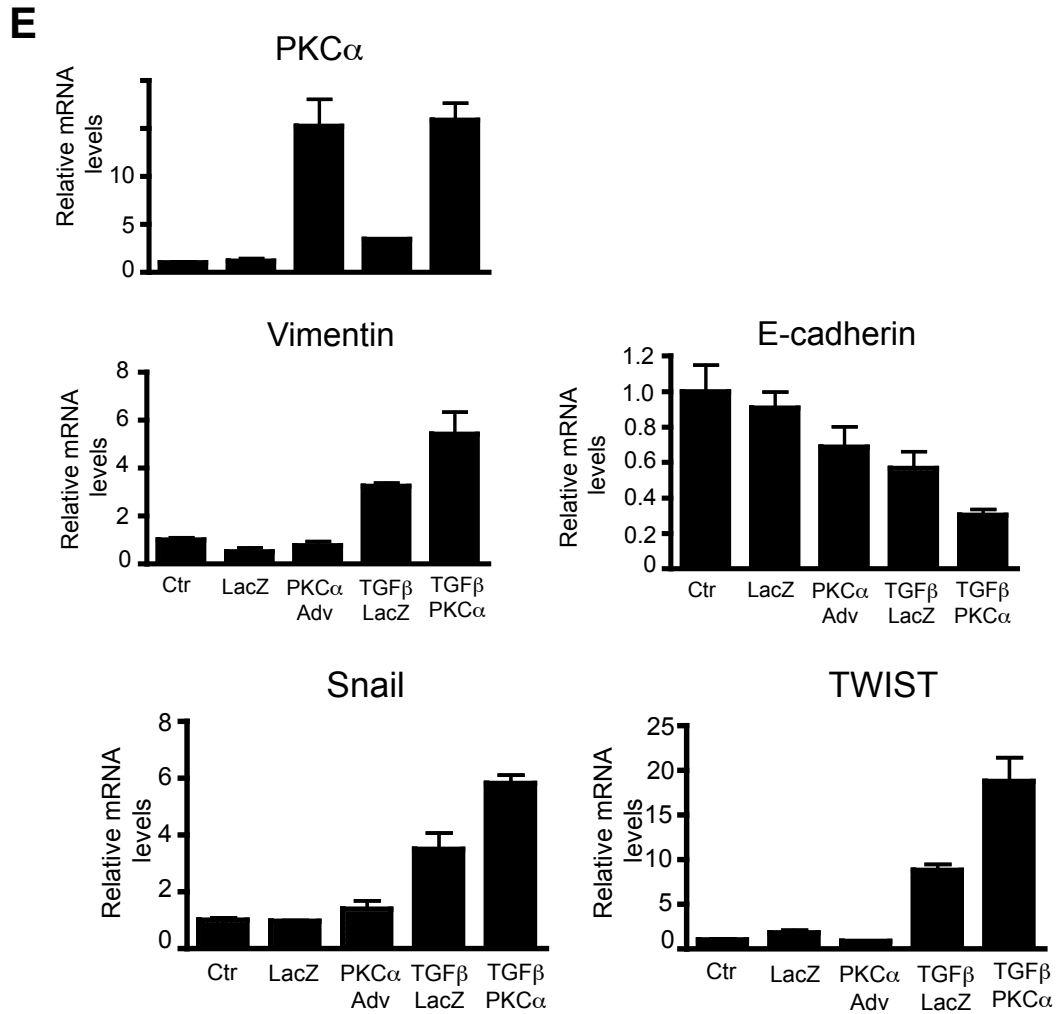 E
PKCα
Relative mRNA
levels
10
5
0
Vimentin
Relative mRNA
levels
8
6
4
2
0
Ctr
LacZ
PKCα
Adv
TGFβ
LacZ
TGFβ
PKCα
E-cadherin
Relative mRNA
levels
1.2
1.0
0.8
0.6
0.4
0.2
0
Ctr
LacZ
PKCα
Adv
TGFβ
LacZ
TGFβ
PKCα
Snail
Relative mRNA
levels
8
6
4
2
0
Ctr
LacZ
PKCα
Adv
TGFβ
LacZ
TGFβ
PKCα
TWIST
Relative mRNA
levels
25
20
15
10
5
0
Ctr
LacZ
PKCα
Adv
TGFβ
LacZ
TGFβ
PKCα